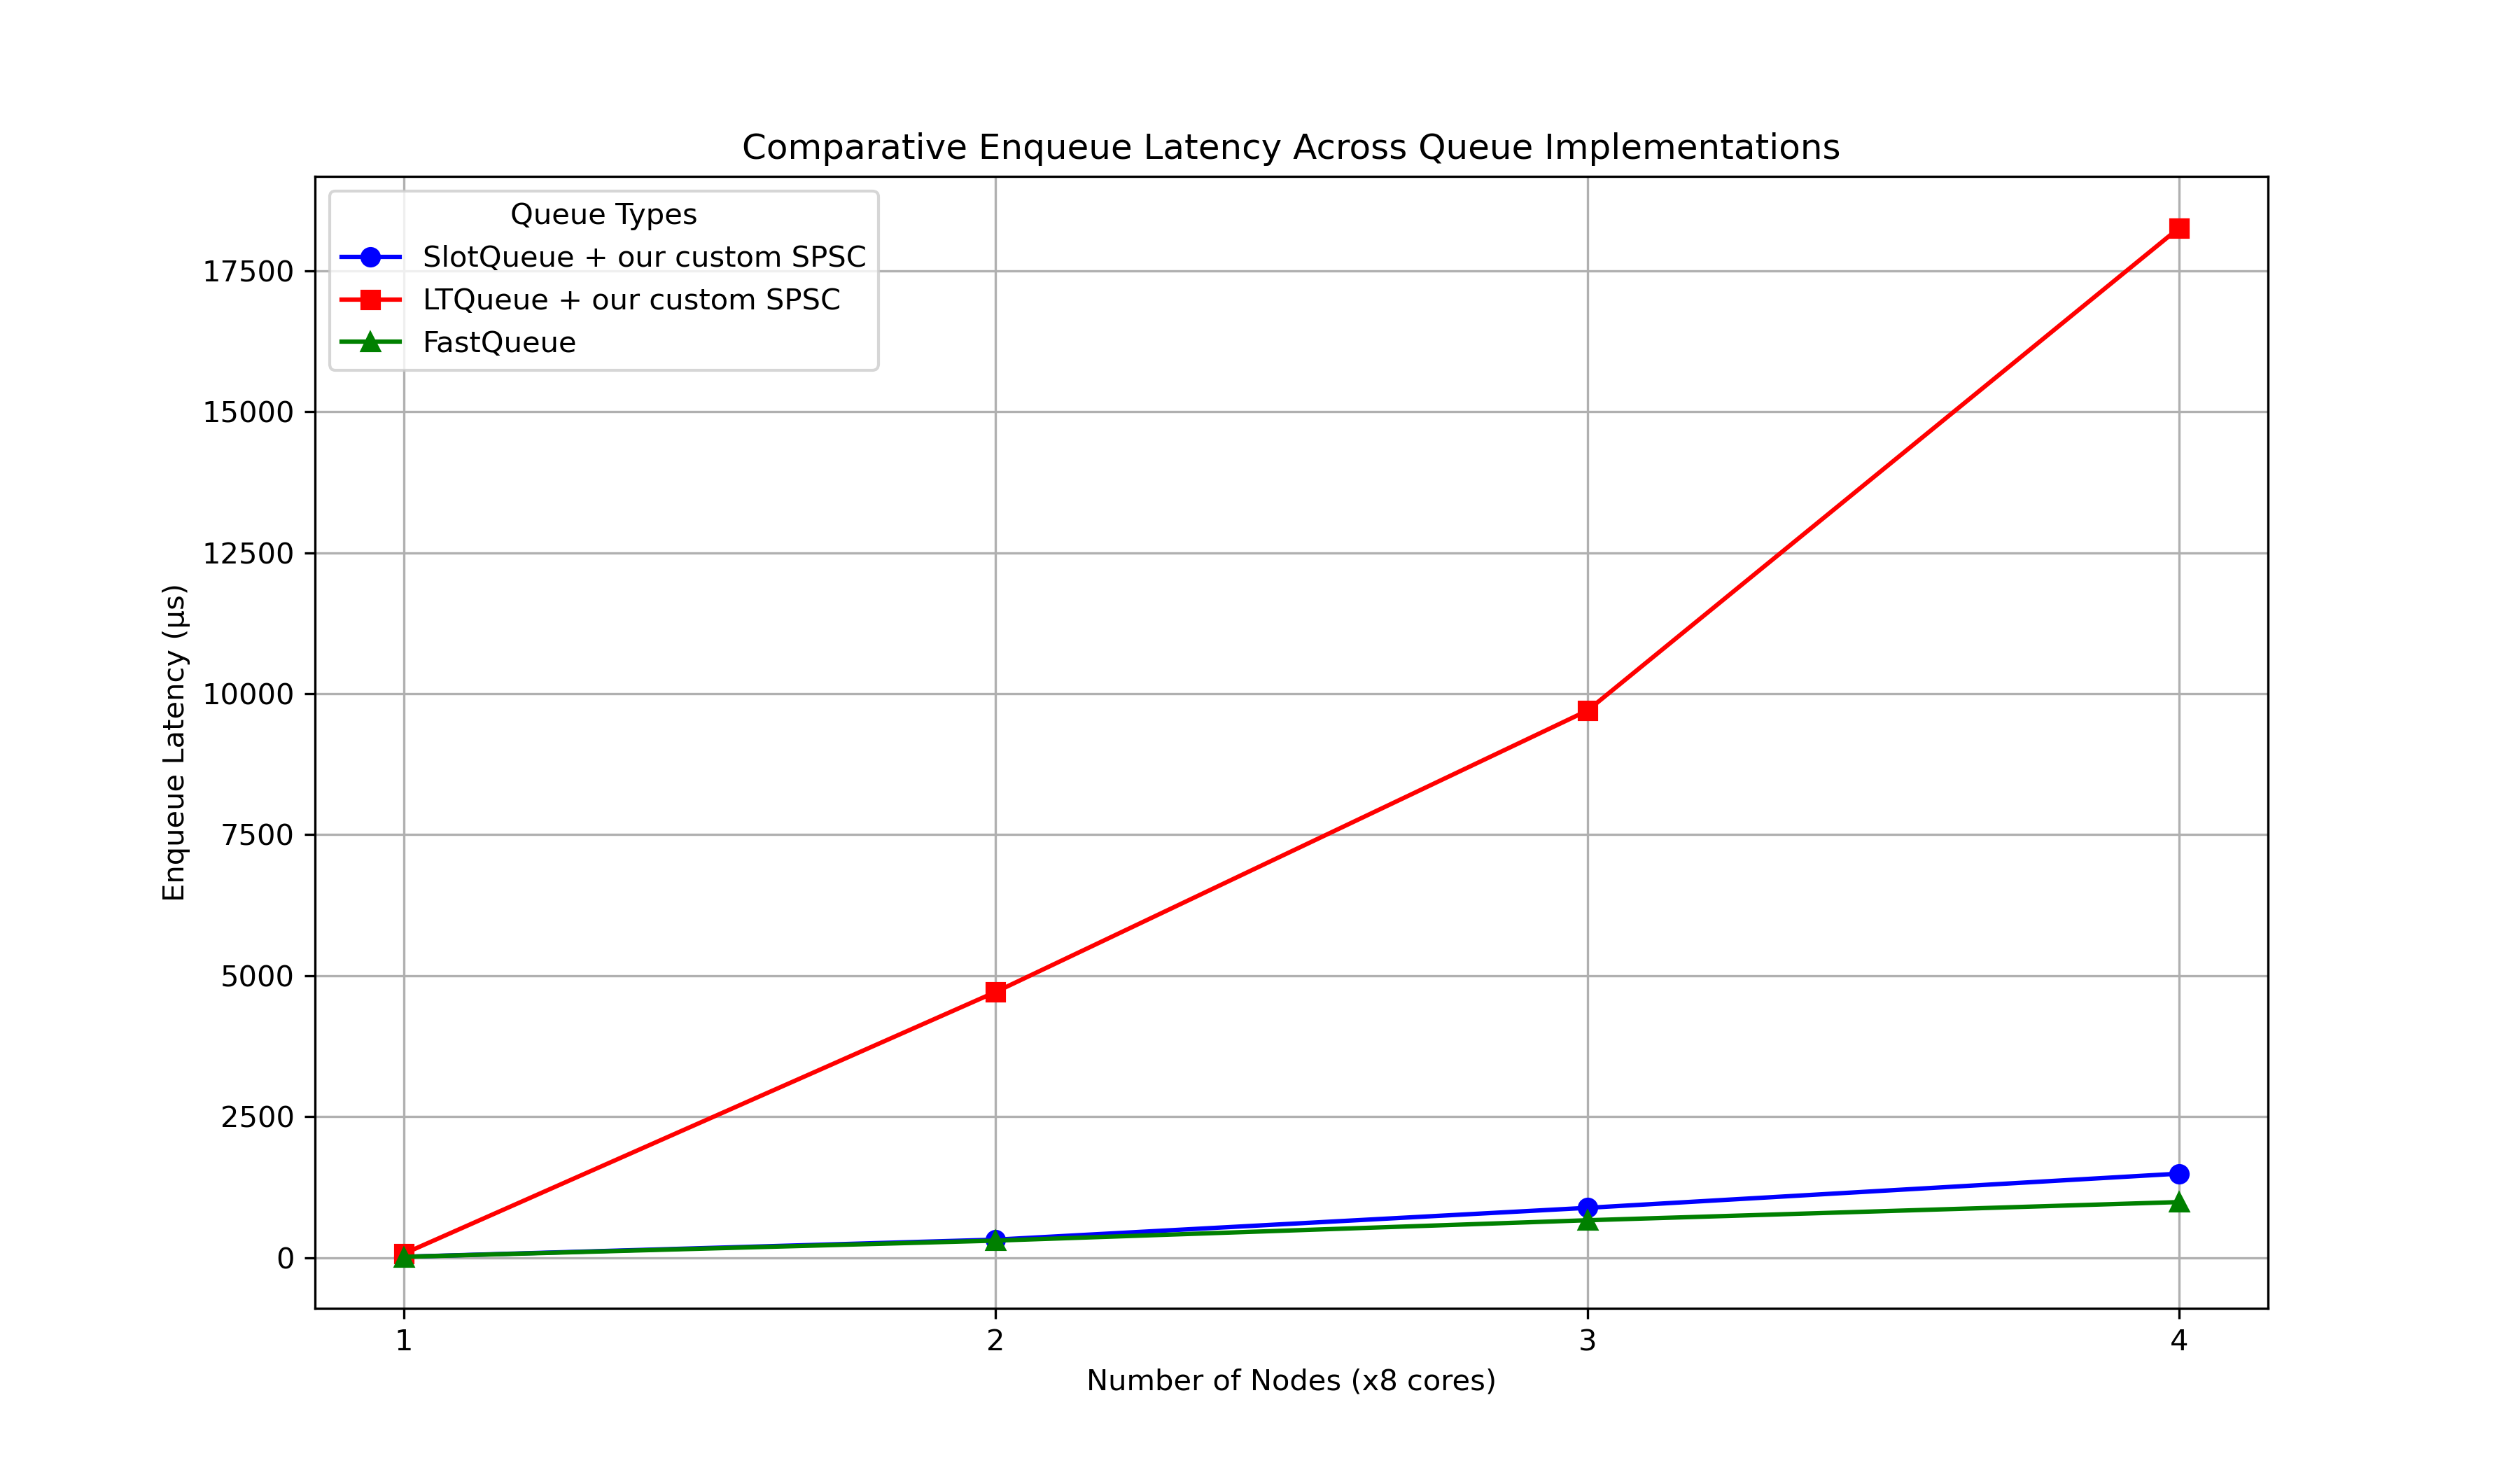 Comparative Enqueue Latency Across Queue Implementations
Queue Types
SlotQueue + our custom SPSC
LTQueue + our custom SPSC
FastQueue
Enqueue Latency (µs)
17500
15000
12500
10000
7500
5000
2500
0
1
2
3
4
Number of Nodes (x8 cores)